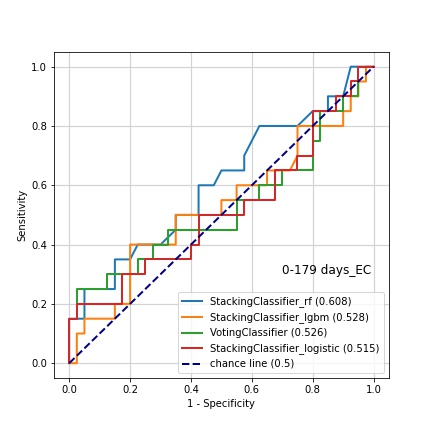 1.0
0.8
0.6
0.4
0.2
0.0
Sensitivity
0-179 days_EC
StackingClassifier_rf (0.608)
StackingClassifier_lgbm (0.528)
VotingClassifier (0.526)
StackingClassifier_logistic (0.515)
chance line (0.5)
0.0 0.2 0.4 0.6 0.8 1.0
1 - Specificity